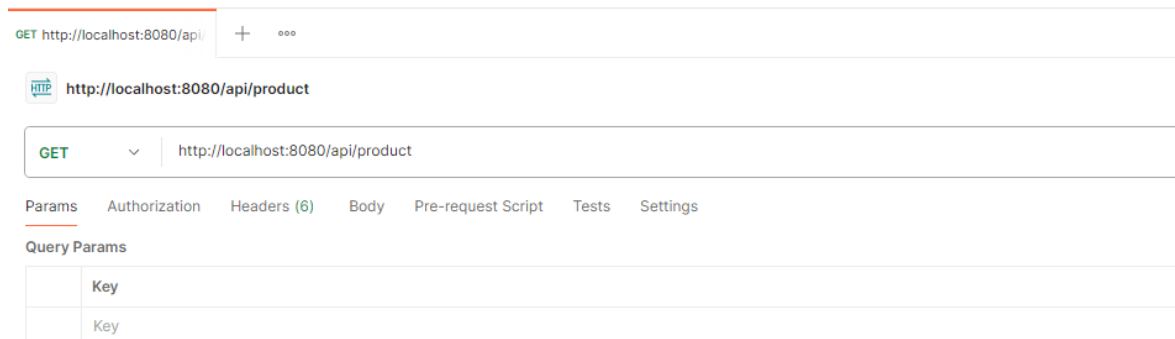 GET http://localhost:8080/api/
HTTP http://localhost:8080/api/product
GET http://localhost:8080/api/product
Params Authorization Headers (6) Body Pre-request Script Tests Settings
Query Params
Key
Key